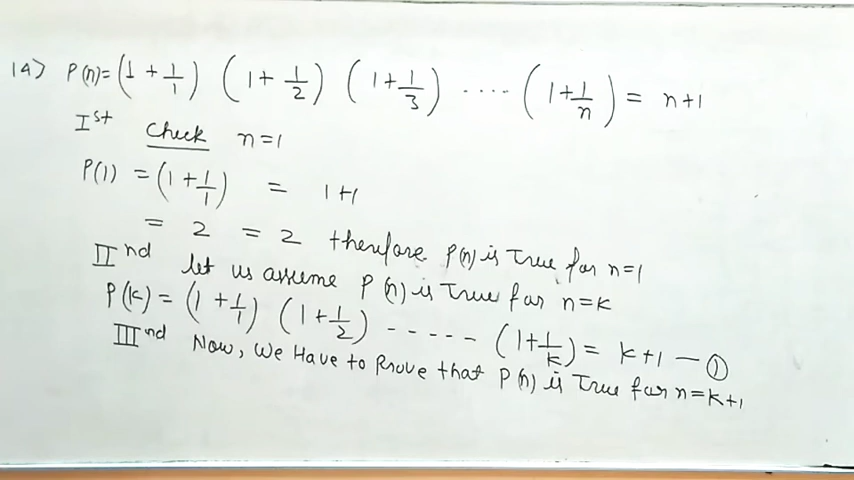 14) P(n)=(1+1/1) (1+1/2) (1+1/3) ....(1+1/n) = n+1
Ist Check n=1
P(1) =(1+1/1) = 1+1
= 2 = 2 therefore P(n) is True for n=1
IInd let us assume P(n) is True for n=k
P(k)=(1+1/1) (1+1/2) ----- (1+1/k)= k+1 —①
IIInd Now, We Have to Prove that P(n) is True for n=k+1